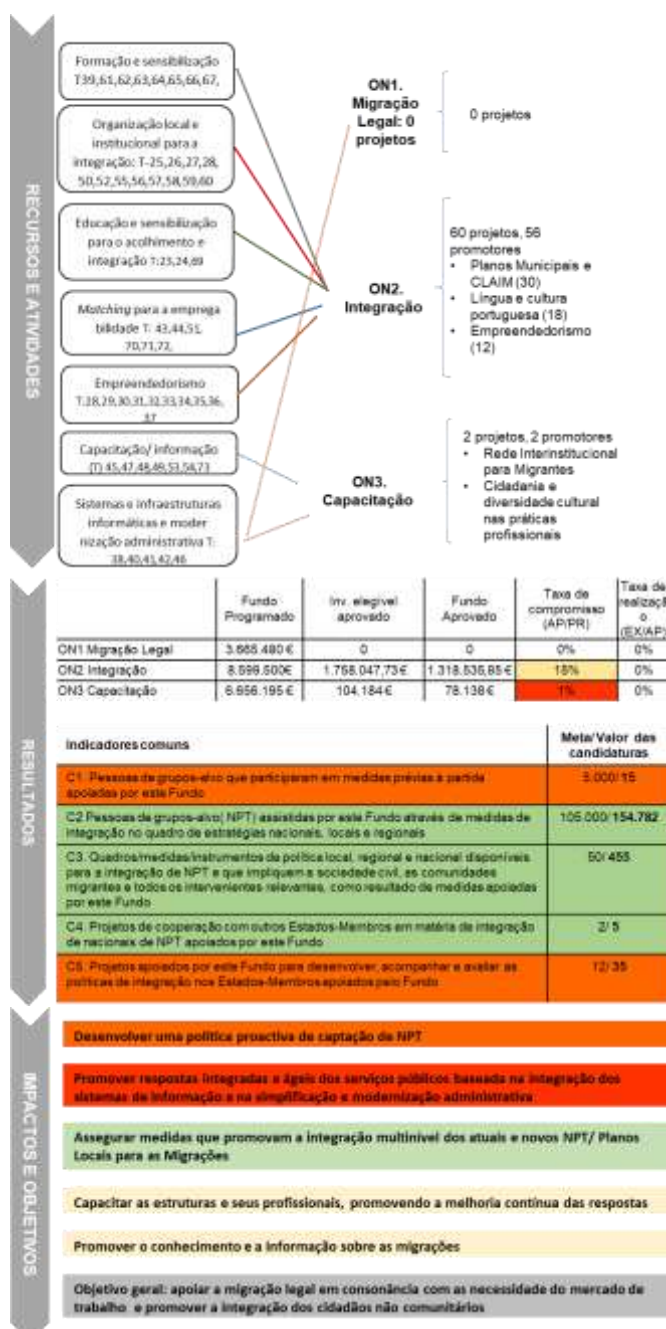 RECURSOS E ATIVIDADES
Formação e sensibilização
T39,61,62,63,64,65,66,67,
Organização local e
institucional para a
integração: T-25,26,27,28,
50,52,55,56,57,58,59,60
Educação e sensibilização
para o acolhimento e
integração T:23,24,69
Matching para a emprega
bilidade T: 43,44,51,
70,71,72,
Empreendedorismo
T:28,29,30,31,32,33,34,35,36,
37
Capacitação/ informação
(T) 45,47,48,49,53,54,73
Sistemas e infraestruturas
informáticas e moder
nização administrativa T:
38,40,41,42,46
ON1.
Migração
Legal: 0
projetos
0 projetos
ON2.
Integração
60 projetos, 56
promotores
• Planos Municipais e
CLAIM (30)
• Língua e cultura
portuguesa (18)
• Empreendedorismo
(12)
ON3.
Capacitação
2 projetos, 2 promotores
• Rede Interinstitucional
para Migrantes
• Cidadania e
diversidade cultural
nas práticas
profissionais
RESULTADOS
Fundo Programado Inv. elegível aprovado Fundo Aprovado Taxa de compromisso (AP/PR) Taxa de realizaçã o (EX/AP)
ON1 Migração Legal 3.665.480 € 0 0 0% 0%
ON2 Integração 8.599.500€ 1.758.047,73 € 1.318.535,85 € 15% 0%
ON3 Capacitação 6.656.195 € 104.184 € 78.138 € 1% 0%
Indicadores comuns Meta/Valor das candidaturas
C1. Pessoas de grupos-alvo que participaram em medidas prévias à partida
apoiadas por este Fundo 3.000/ 15
C2 Pessoas de grupos-alvo( NPT) assistidas por este Fundo através de medidas de
integração no quadro de estratégias nacionais, locais e regionais 105.000/ 154.782
C3. Quadros/medidas/instrumentos de política local, regional e nacional disponíveis
para a integração de NPT e que impliquem a sociedade civil, as comunidades
migrantes e todos os intervenientes relevantes, como resultado de medidas apoiadas
por este Fundo 50/ 455
C4. Projetos de cooperação com outros Estados-Membros em matéria de integração
de nacionais de NPT apoiados por este Fundo 2/ 5
C5. Projetos apoiados por este Fundo para desenvolver, acompanhar e avaliar as
políticas de integração nos Estados-Membros apoiados pelo Fundo 12/ 35
IMPACTOS E OBJETIVOS
Desenvolver uma política proactiva de captação de NPT
Promover respostas integradas e ágeis dos serviços públicos baseada na integração dos
sistemas de informação e na simplificação e modernização administrativa
Assegurar medidas que promovam a integração multinível dos atuais e novos NPT/ Planos
Locais para as Migrações
Capacitar as estruturas e seus profissionais, promovendo a melhoria contínua das respostas
Promover o conhecimento e a informação sobre as migrações
Objetivo geral: apoiar a migração legal em consonância com as necessidade do mercado de
trabalho e promover a integração dos cidadãos não comunitários